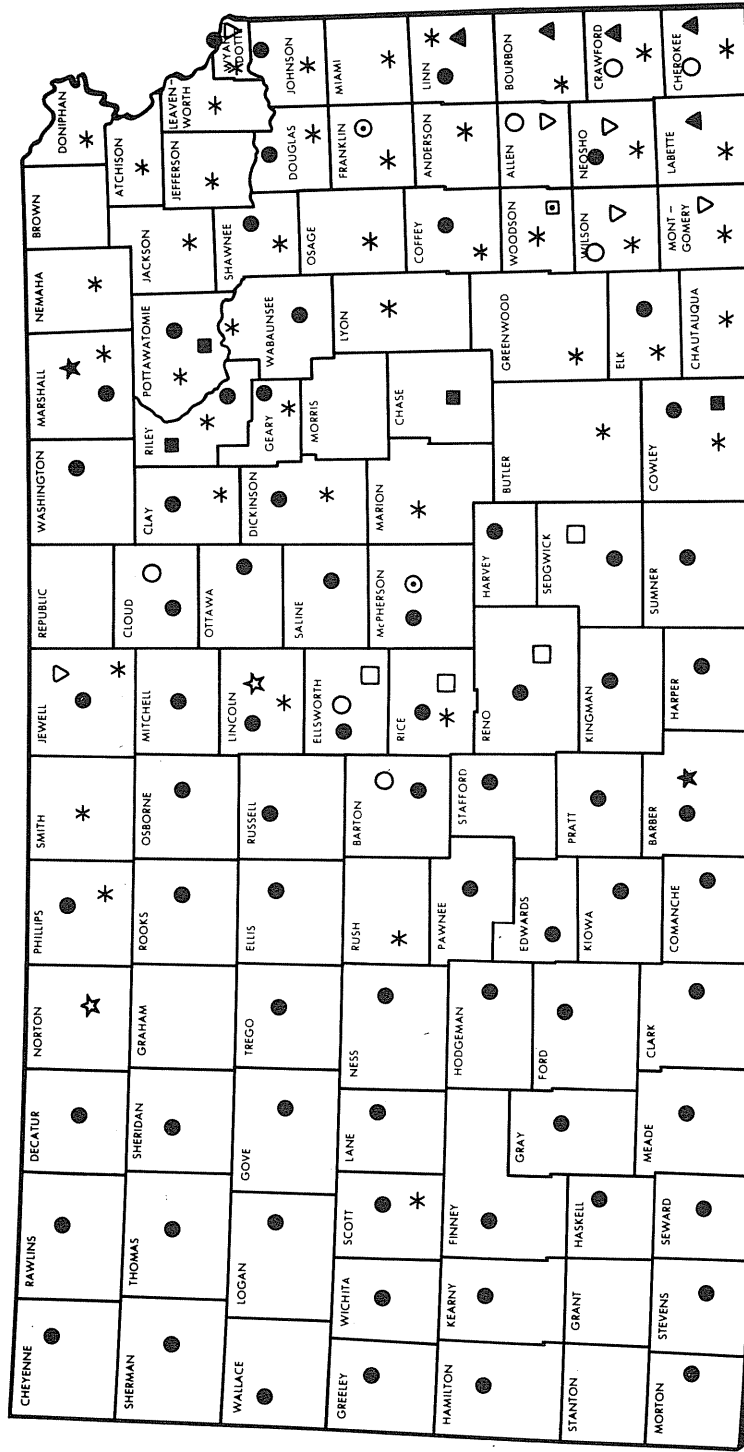 CHEYENNE
RAWLINS
DECATUR
NORTON
PHILLIPS
SMITH
JEWELL
REPUBLIC
WASHINGTON
MARSHALL
NEMAHA
BROWN
DONIPHAN
SHERMAN
THOMAS
SHERIDAN
GRAHAM
ROOKS
OSBORNE
MITCHELL
CLOUD
CLAY
RILEY
POTTAWATOMIE
JACKSON
ATCHISON
JEFFERSON
LEAVEN-
WORTH
WYAN-
DOTTE
WALLACE
LOGAN
GOVE
TREGO
ELLIS
RUSSELL
LINCOLN
OTTAWA
SALINE
DICKINSON
GEARY
MORRIS
WABAUNSEE
SHAWNEE
OSAGE
DOUGLAS
JOHNSON
FRANKLIN
MIAMI
GREELEY
WICHITA
SCOTT
LANE
NESS
RUSH
BARTON
ELLSWORTH
RICE
McPHERSON
MARION
CHASE
LYON
COFFEY
ANDERSON
LINN
HAMILTON
KEARNY
FINNEY
HODGEMAN
PAWNEE
STAFFORD
RENO
HARVEY
BUTLER
GREENWOOD
WOODSON
ALLEN
BOURBON
STANTON
GRANT
HASKELL
GRAY
FORD
EDWARDS
KIOWA
PRATT
KINGMAN
SEDGWICK
ELK
WILSON
NEOSHO
CRAWFORD
MORTON
STEVENS
SEWARD
MEADE
CLARK
COMANCHE
BARBER
HARPER
SUMNER
COWLEY
CHAUTAUQUA
MONT-
GOMERY
LABETTE
CHEROKEE